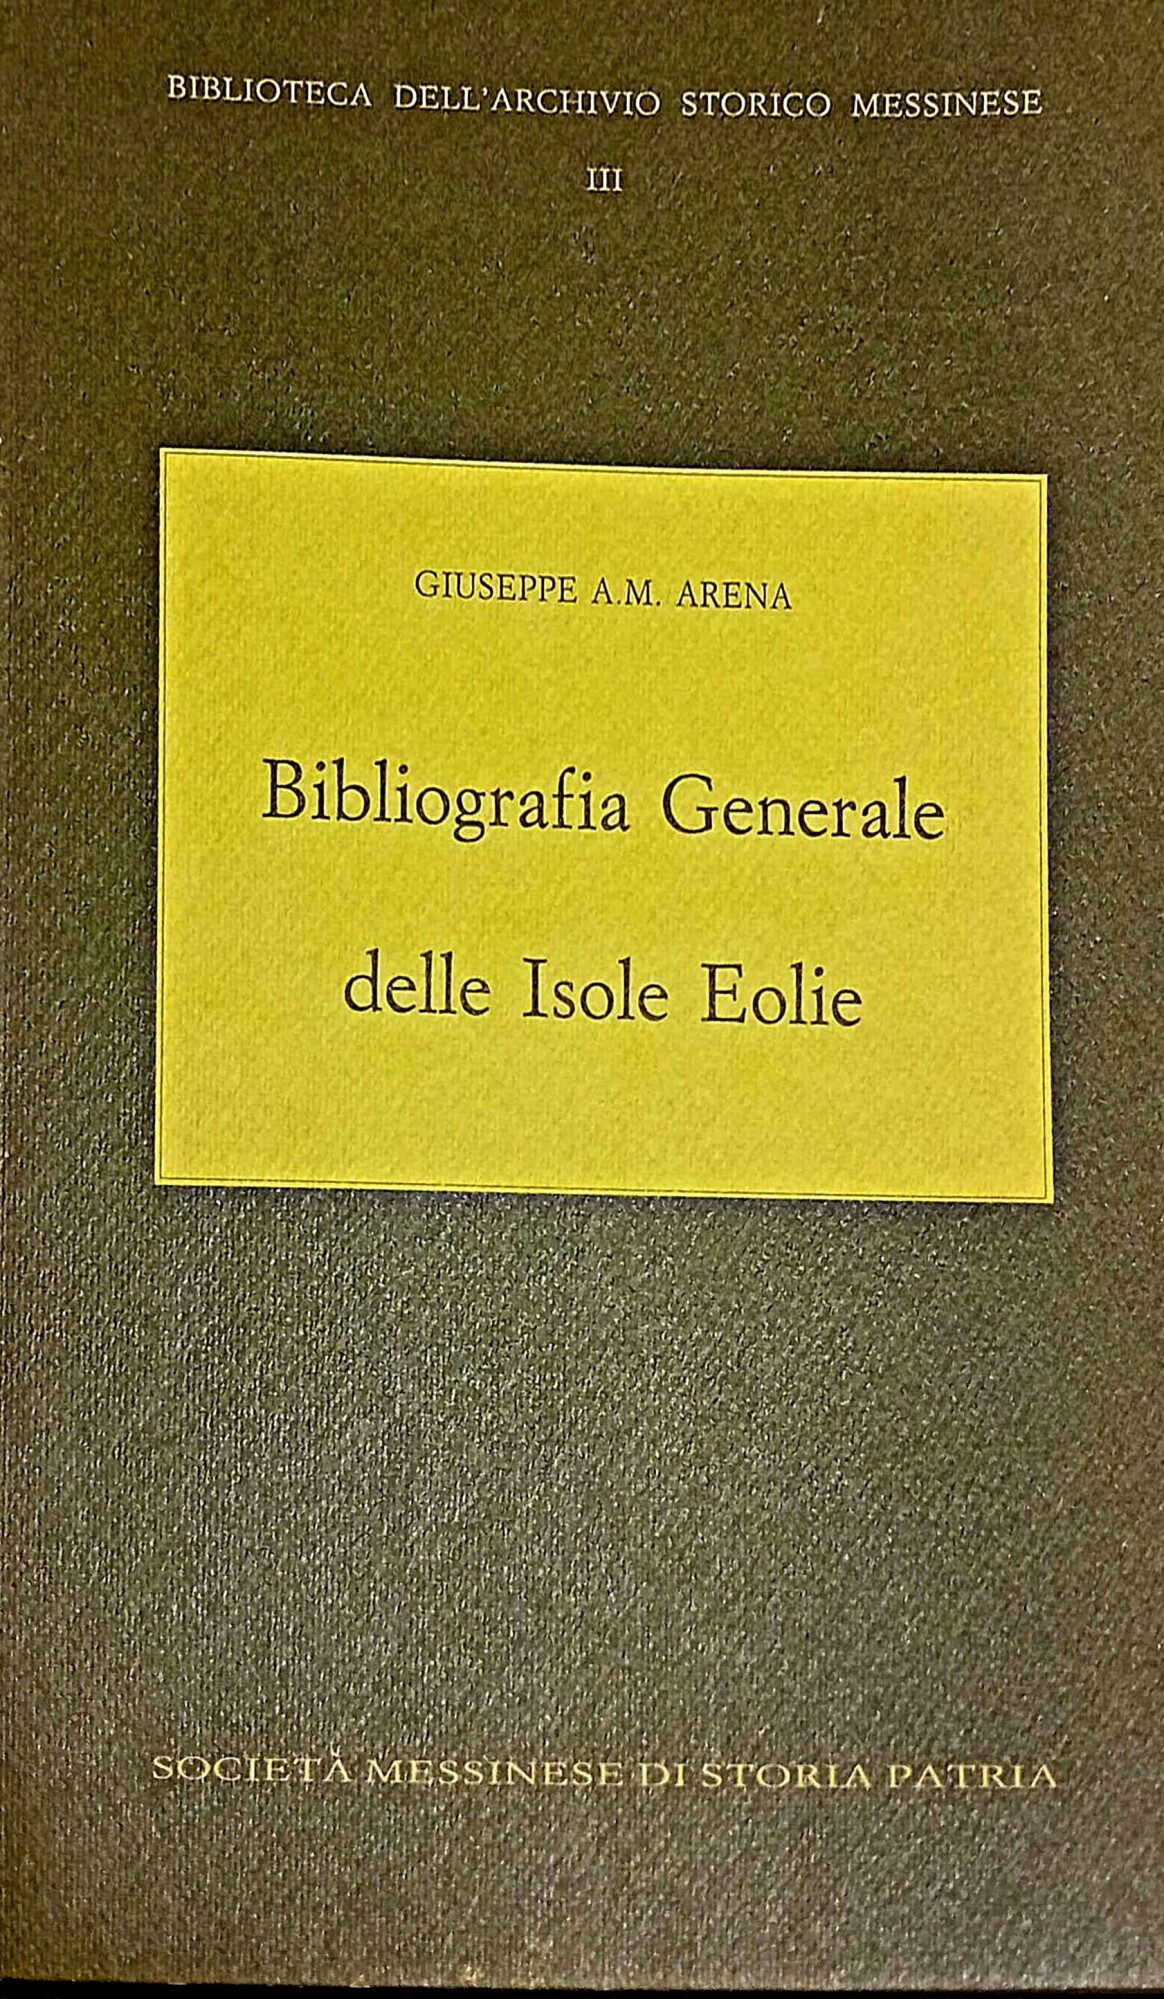 BIBLIOTECA DELL'ARCHIVIO STORICO MESSINESE
III
GIUSEPPE A.M. ARENA
Bibliografia Generale
delle Isole Eolie
SOCIETÀ MESSINESE DI STORIA PATRIA